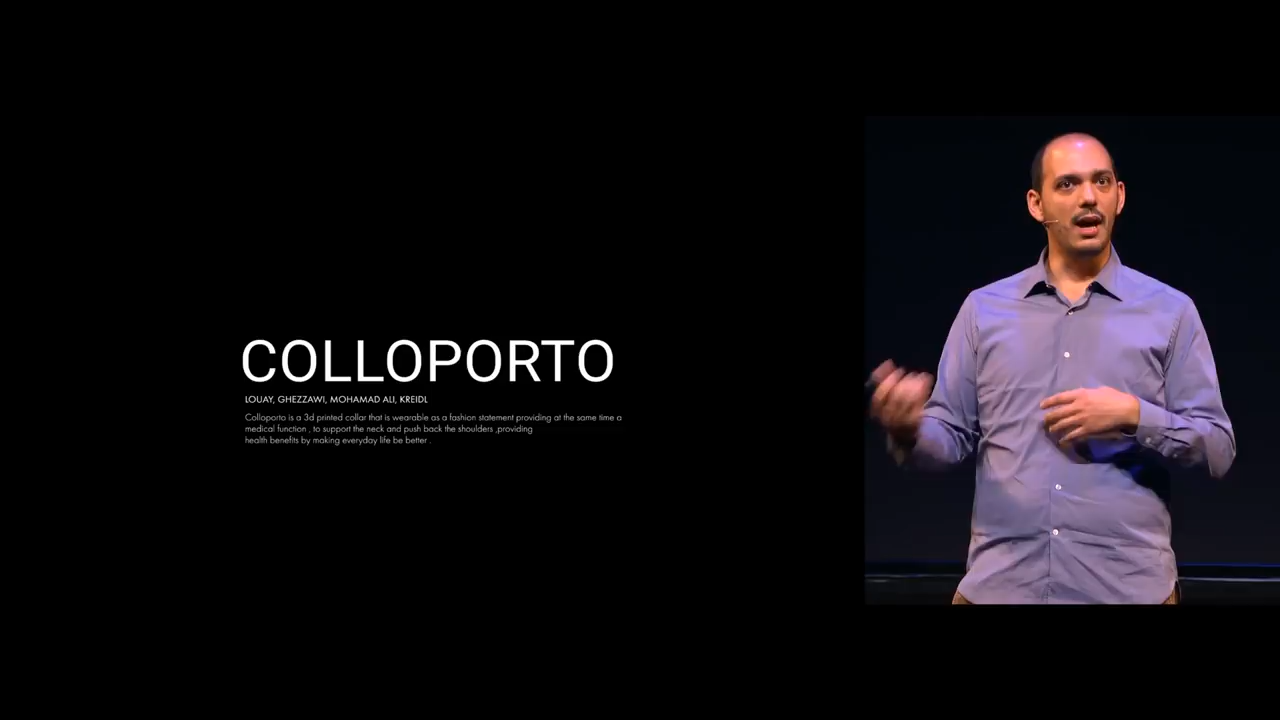 COLLOPORTO
LOUAY, GHEZZAWI, MOHAMAD ALI, KREIDL
Colloporto is a 3d printed collar that is wearable as a fashion statement providing at the same time a
medical function , to support the neck and push back the shoulders ,providing
health benefits by making everyday life be better .